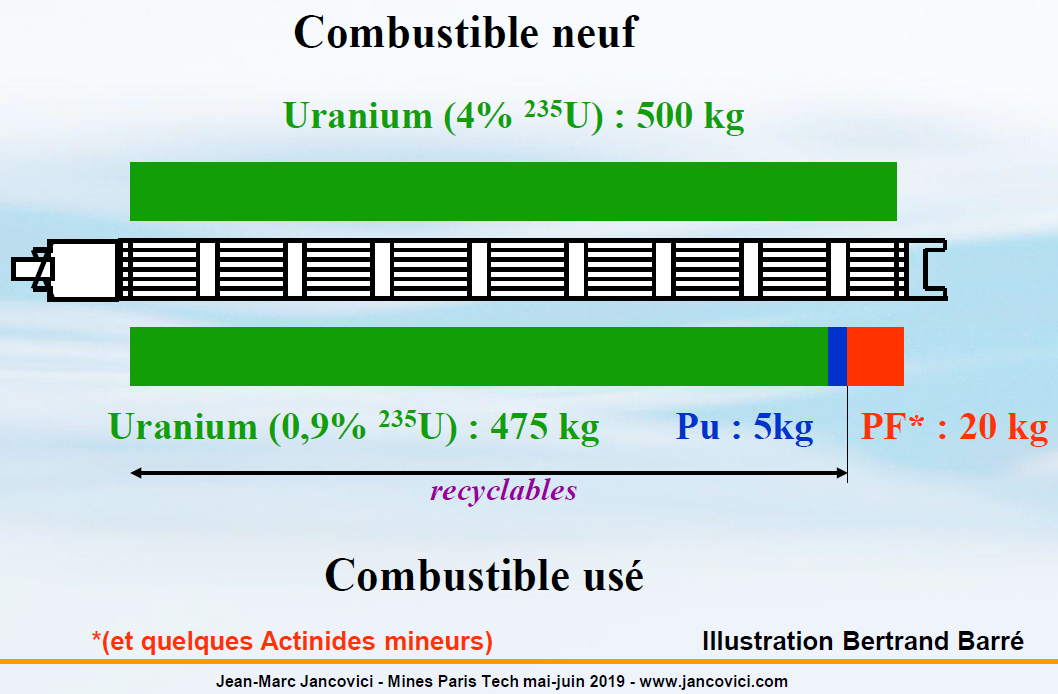 Combustible neuf
Uranium (4% ²³⁵U) : 500 kg
Uranium (0,9% ²³⁵U) : 475 kg Pu : 5kg PF* : 20 kg
recyclables
Combustible usé
*(et quelques Actinides mineurs) Illustration Bertrand Barré
Jean-Marc Jancovici - Mines Paris Tech mai-juin 2019 - www.jancovici.com